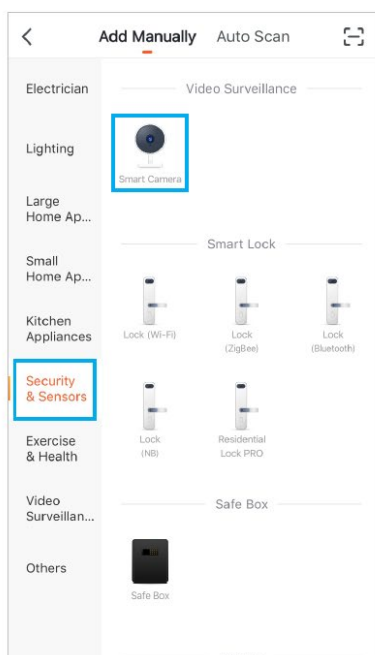 Add Manually Auto Scan
Electrician
Lighting
Large
Home Ap...
Small
Home Ap...
Kitchen
Appliances
Security
& Sensors
Exercise
& Health
Video
Surveillan...
Others
Video Surveillance
Smart Camera
Smart Lock
Lock (Wi-Fi)
Lock
(ZigBee)
Lock
(Bluetooth)
Lock
(NB)
Residential
Lock PRO
Safe Box
Safe Box